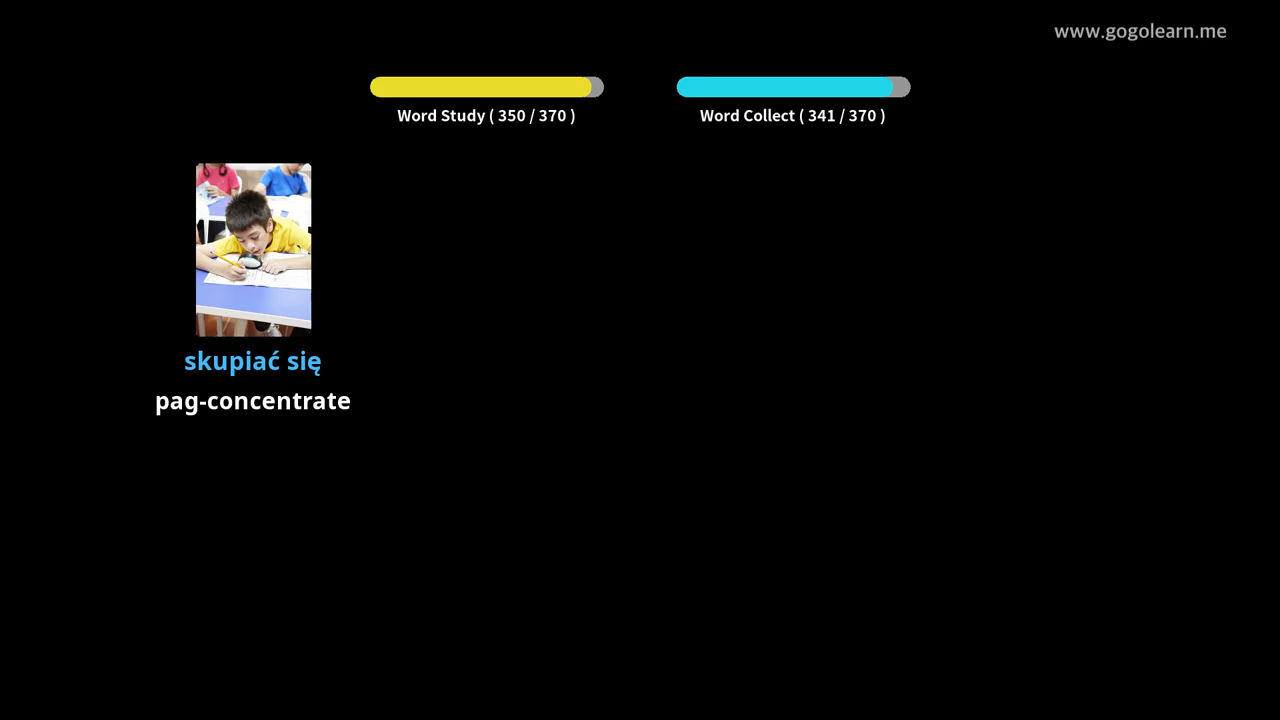 www.gogolearn.me
Word Study ( 350 / 370 )
Word Collect ( 341 / 370 )
skupiać się
pag-concentrate